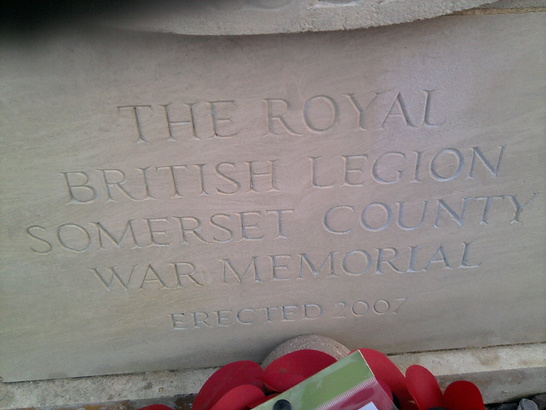 THE ROYAL
BRITISH LEGION
SOMERSET COUNTY
WAR MEMORIAL
ERECTED 2007